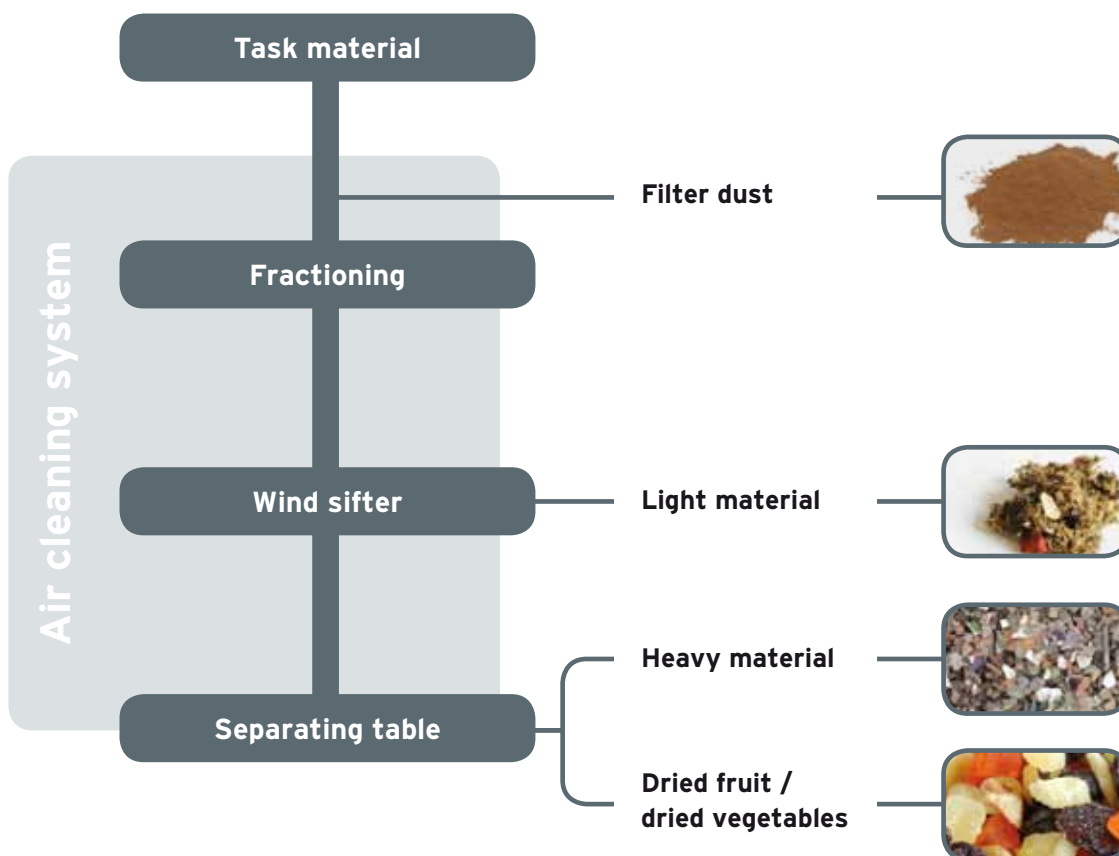 Task material
Filter dust
Air cleaning system
Fractioning
Wind sifter
Light material
Heavy material
Separating table
Dried fruit /
dried vegetables